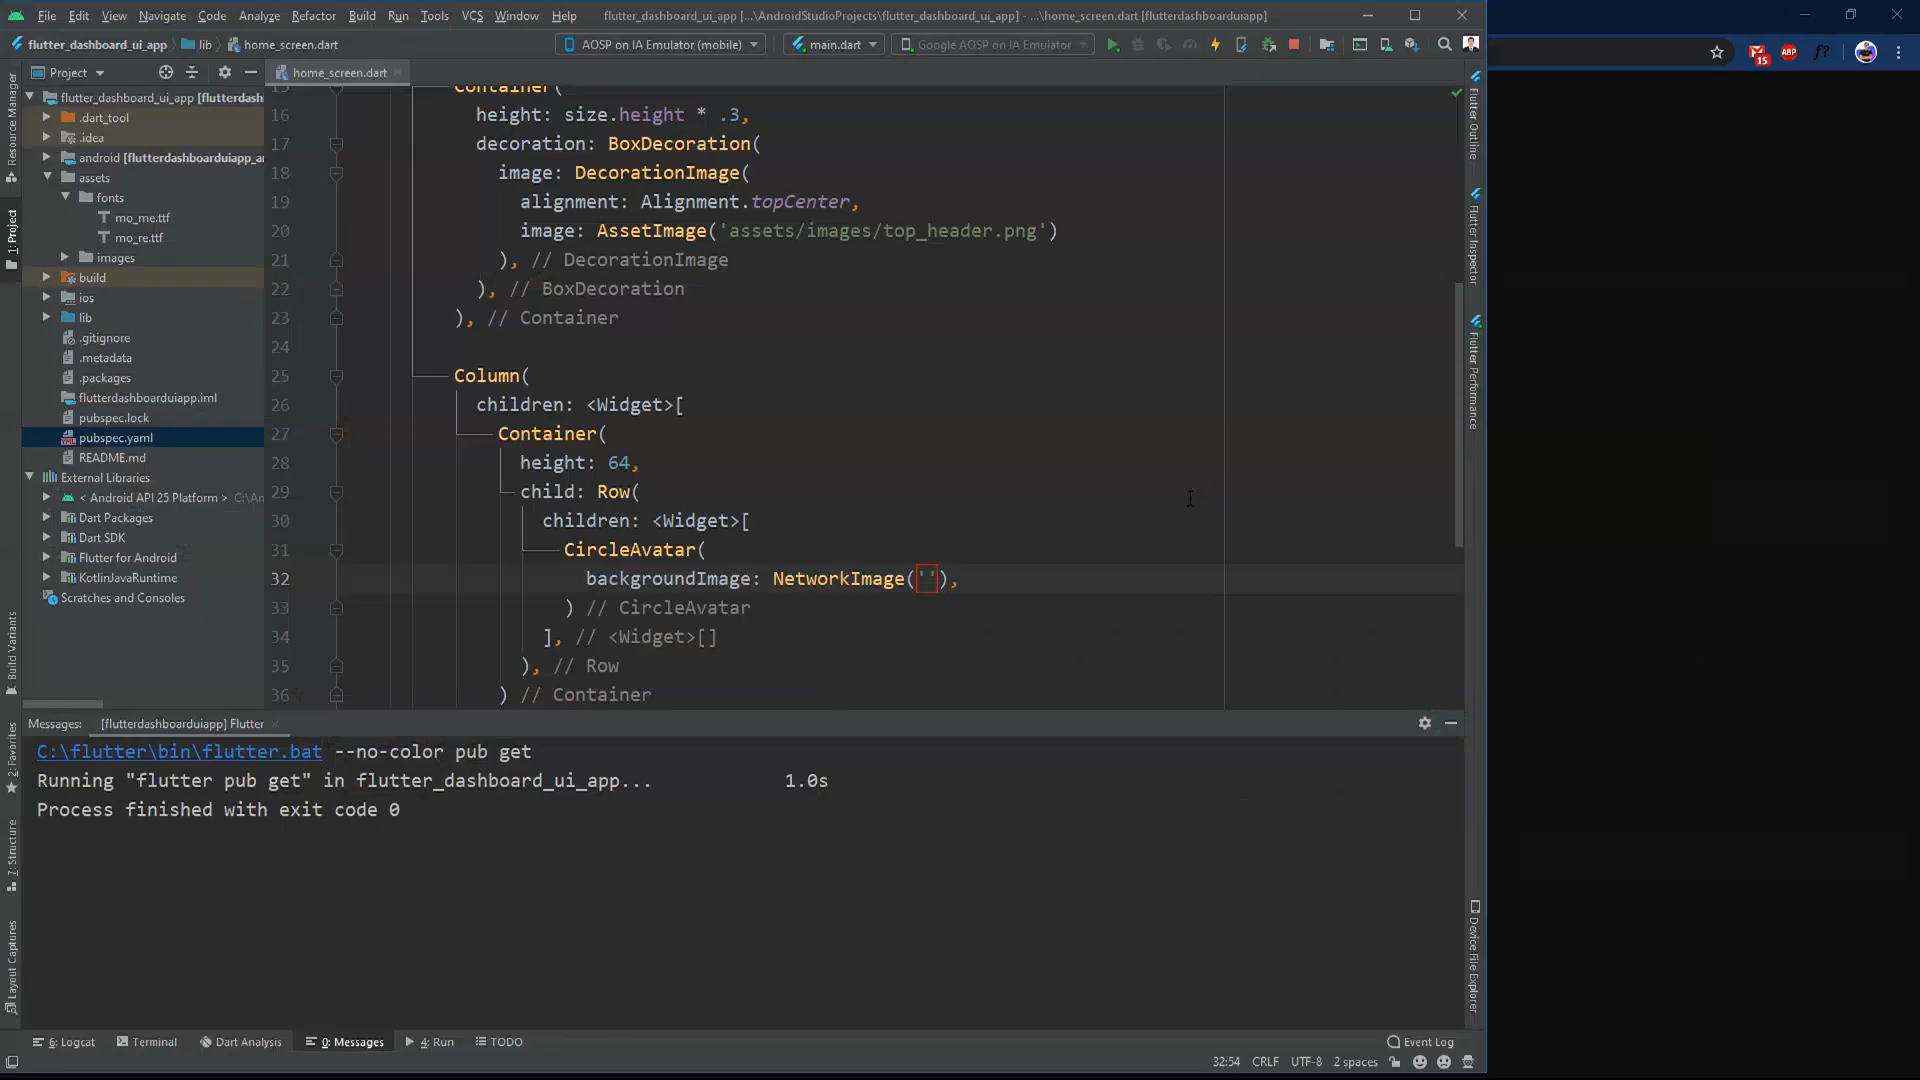 File Edit View Navigate Code Analyze Refactor Build Run Tools VCS Window Help flutter_dashboard_ui_app [...\AndroidStudioProjects\flutter_dashboard_ui_app] - ...\home_screen.dart [flutterdashboarduiapp]
flutter_dashboard_ui_app lib home_screen.dart AOSP on IA Emulator (mobile) main.dart Google AOSP on IA Emulator
15 ABP f?
Project home_screen.dart
flutter_dashboard_ui_app [flutterdash
.dart_tool
.idea
android [flutterdashboarduiapp_a
assets
fonts
mo_me.ttf
mo_re.ttf
images
build
ios
lib
.gitignore
.metadata
.packages
flutterdashboarduiapp.iml
pubspec.lock
pubspec.yaml
README.md
External Libraries
< Android API 25 Platform > C:\An
Dart Packages
Dart SDK
Flutter for Android
KotlinJavaRuntime
Scratches and Consoles
Resource Manager
1: Project
Build Variants
2: Favorites
7: Structure
Layout Captures
15 Container(
16 height: size.height * .3,
17 decoration: BoxDecoration(
18 image: DecorationImage(
19 alignment: Alignment.topCenter,
20 image: AssetImage('assets/images/top_header.png')
21 ), // DecorationImage
22 ), // BoxDecoration
23 ), // Container
24
25 Column(
26 children: <Widget>[
27 Container(
28 height: 64,
29 child: Row(
30 children: <Widget>[
31 CircleAvatar(
32 backgroundImage: NetworkImage(''),
33 ) // CircleAvatar
34 ], // <Widget>[]
35 ), // Row
36 ) // Container
Flutter Outline
Flutter Inspector
Flutter Performance
Device File Explorer
Messages: [flutterdashboarduiapp] Flutter
C:\flutter\bin\flutter.bat --no-color pub get
Running "flutter pub get" in flutter_dashboard_ui_app... 1.0s
Process finished with exit code 0
6: Logcat Terminal Dart Analysis 0: Messages 4: Run TODO Event Log
32:54 CRLF UTF-8 2 spaces